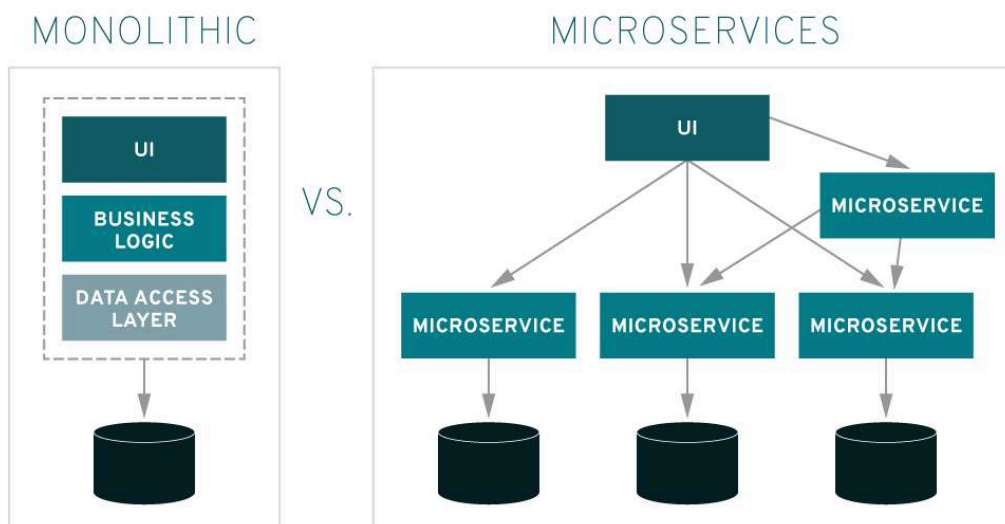 MONOLITHIC
UI
BUSINESS
LOGIC
DATA ACCESS
LAYER
VS.
MICROSERVICES
UI
MICROSERVICE
MICROSERVICE
MICROSERVICE
MICROSERVICE